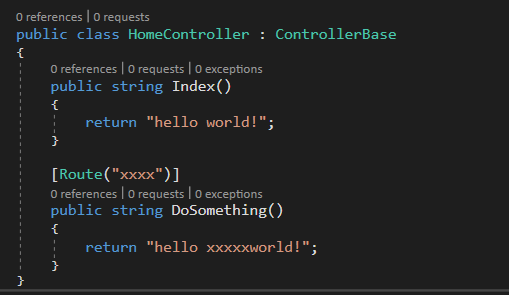 0 references | 0 requests
public class HomeController : ControllerBase
{
0 references | 0 requests | 0 exceptions
public string Index()
{
return "hello world!";
}
[Route("xxxx")]
0 references | 0 requests | 0 exceptions
public string DoSomething()
{
return "hello xxxxxworld!";
}
}